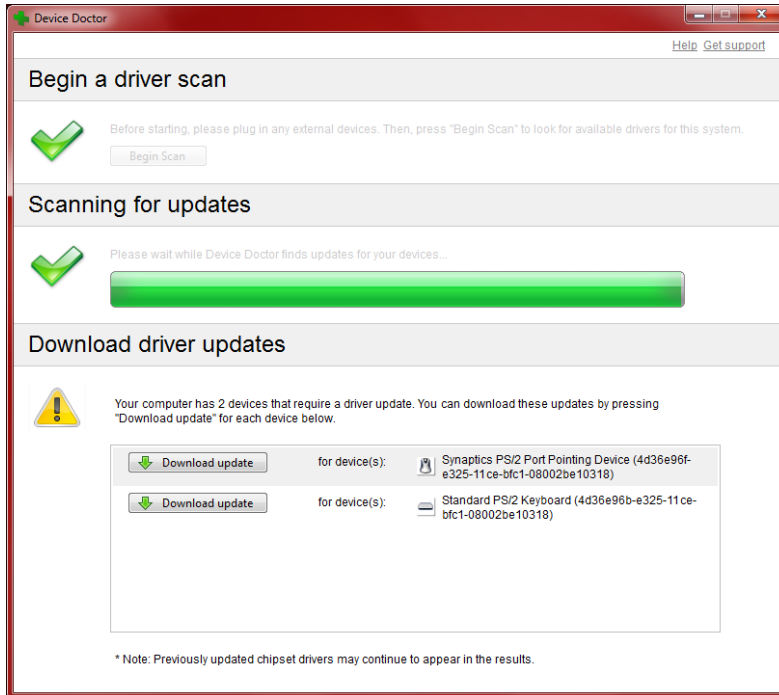 Device Doctor
Help Get support
Begin a driver scan
Before starting, please plug in any external devices. Then, press "Begin Scan" to look for available drivers for this system.
Begin Scan
Scanning for updates
Please wait while Device Doctor finds updates for your devices...
Download driver updates
Your computer has 2 devices that require a driver update. You can download these updates by pressing
"Download update" for each device below.
Download update for device(s): Synaptics PS/2 Port Pointing Device (4d36e96f-
e325-11ce-bfc1-08002be10318)
Download update for device(s): Standard PS/2 Keyboard (4d36e96b-e325-11ce-
bfc1-08002be10318)
* Note: Previously updated chipset drivers may continue to appear in the results.